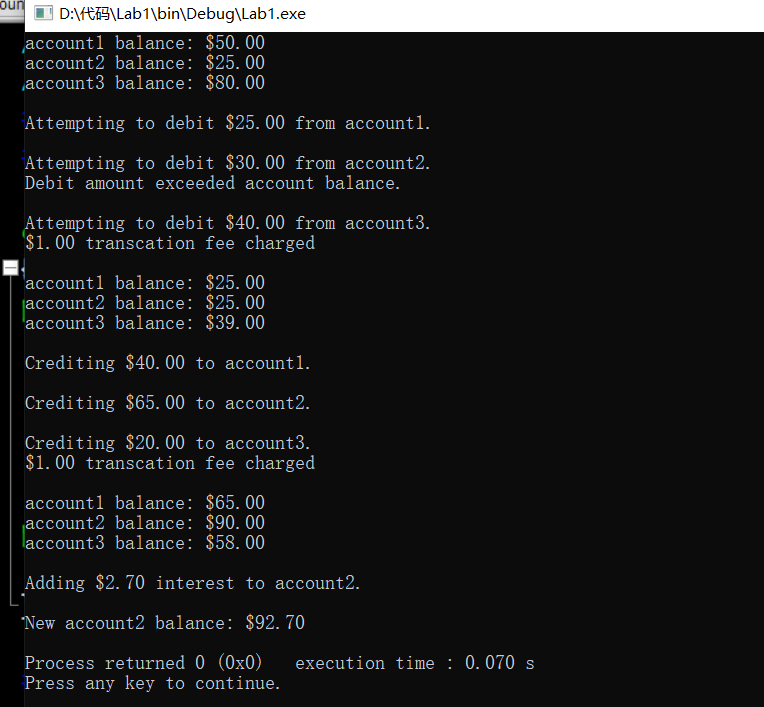 D:\代码\Lab1\bin\Debug\Lab1.exe
account1 balance: $50.00
account2 balance: $25.00
account3 balance: $80.00
Attempting to debit $25.00 from account1.
Attempting to debit $30.00 from account2.
Debit amount exceeded account balance.
Attempting to debit $40.00 from account3.
$1.00 transcation fee charged
account1 balance: $25.00
account2 balance: $25.00
account3 balance: $39.00
Crediting $40.00 to account1.
Crediting $65.00 to account2.
Crediting $20.00 to account3.
$1.00 transcation fee charged
account1 balance: $65.00
account2 balance: $90.00
account3 balance: $58.00
Adding $2.70 interest to account2.
New account2 balance: $92.70
Process returned 0 (0x0)   execution time : 0.070 s
Press any key to continue.